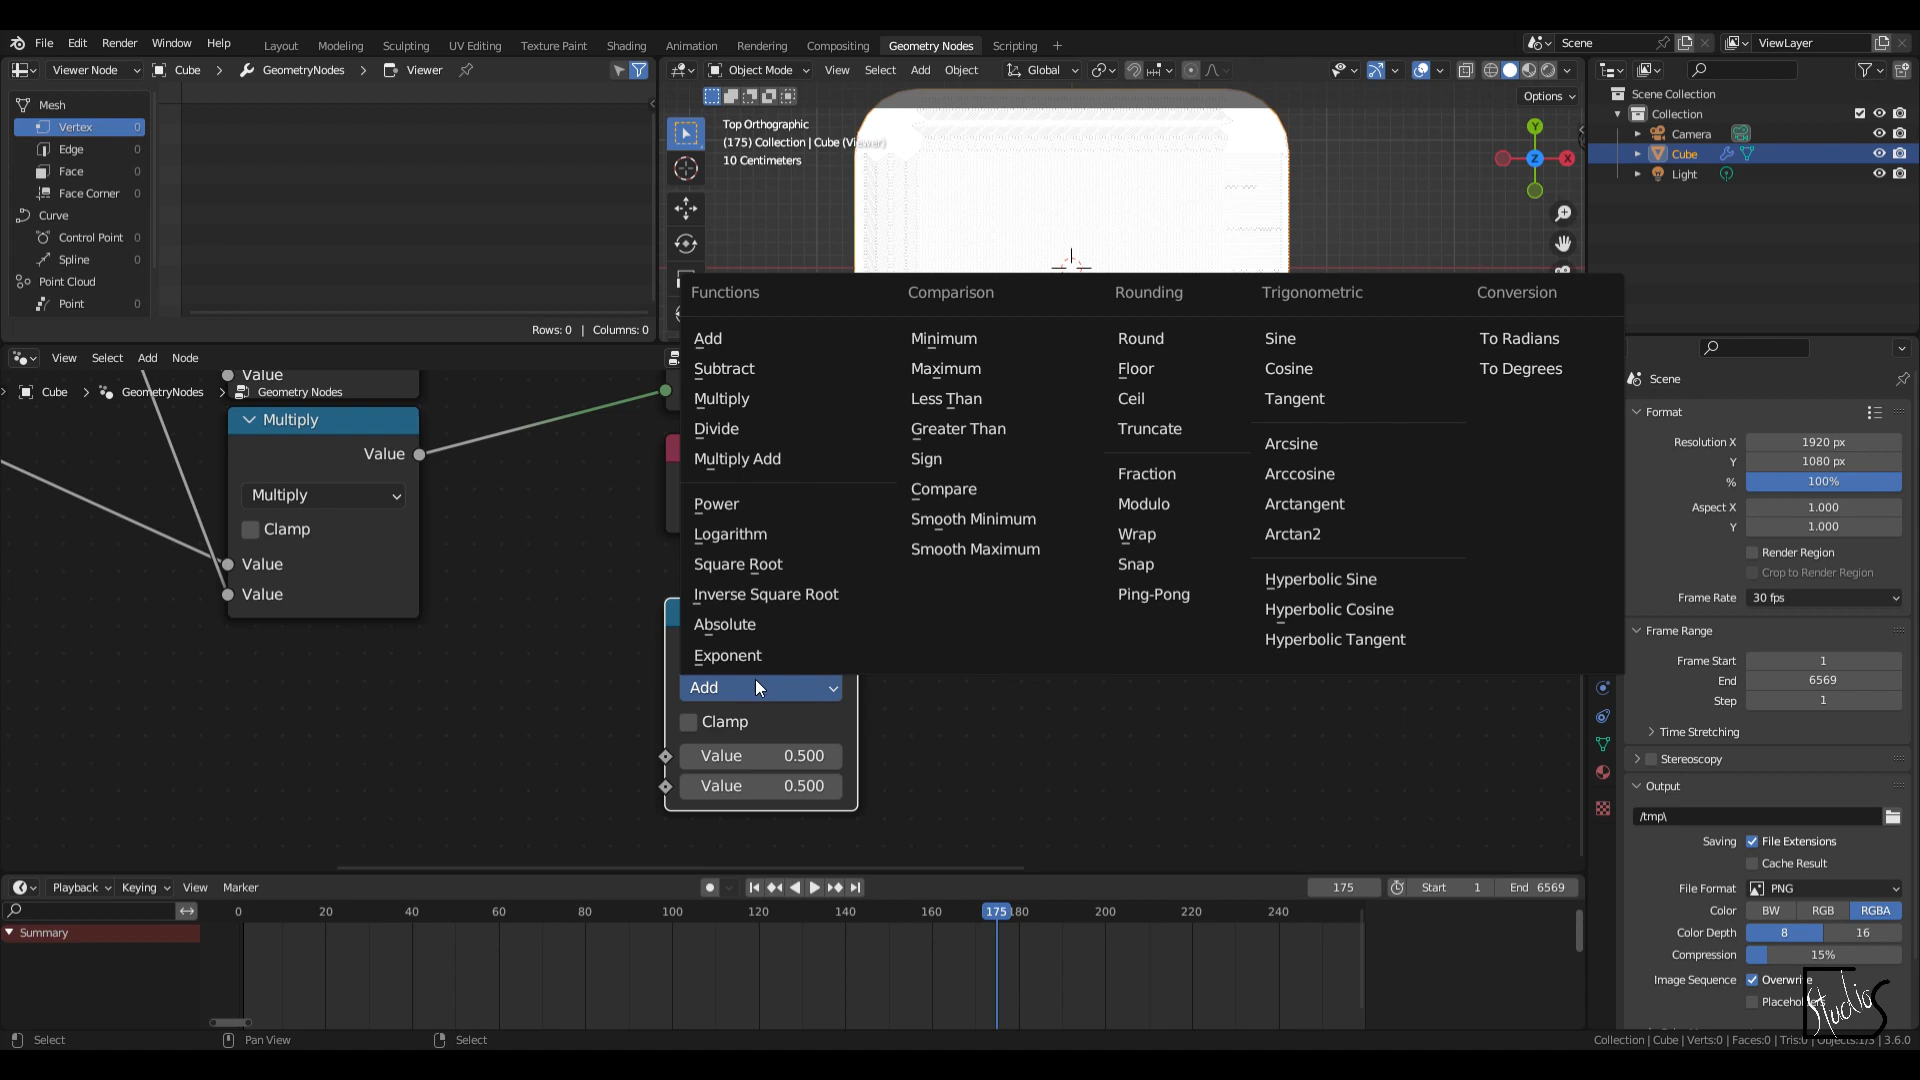 File Edit Render Window Help Layout Modeling Sculpting UV Editing Texture Paint Shading Animation Rendering Compositing Geometry Nodes Scripting + Scene ViewLayer
Viewer Node Cube > GeometryNodes > Viewer
Object Mode View Select Add Object Global
Options
Mesh
Vertex 0
Edge 0
Face 0
Face Corner 0
Curve
Control Point 0
Spline 0
Point Cloud
Point 0
Rows: 0 | Columns: 0
Top Orthographic
(175) Collection | Cube (Viewer)
10 Centimeters
Y
X
Z
Scene Collection
Collection
Camera
Cube
Light
View Select Add Node
Cube > GeometryNodes > Geometry Nodes
Value
Multiply
Value
Multiply
Clamp
Value
Value
Functions
Add
Subtract
Multiply
Divide
Multiply Add
Power
Logarithm
Square Root
Inverse Square Root
Absolute
Exponent
Comparison
Minimum
Maximum
Less Than
Greater Than
Sign
Compare
Smooth Minimum
Smooth Maximum
Rounding
Round
Floor
Ceil
Truncate
Fraction
Modulo
Wrap
Snap
Ping-Pong
Trigonometric
Sine
Cosine
Tangent
Arcsine
Arccosine
Arctangent
Arctan2
Hyperbolic Sine
Hyperbolic Cosine
Hyperbolic Tangent
Conversion
To Radians
To Degrees
Add
Clamp
Value 0.500
Value 0.500
Scene
Format
Resolution X 1920 px
Y 1080 px
% 100%
Aspect X 1.000
Y 1.000
Render Region
Crop to Render Region
Frame Rate 30 fps
Frame Range
Frame Start 1
End 6569
Step 1
Time Stretching
Stereoscopy
Output
/tmp\
Saving File Extensions
Cache Result
File Format PNG
Color BW RGB RGBA
Color Depth 8 16
Compression 15%
Image Sequence Overwrite
Studios
Playback Keying View Marker 175 Start 1 End 6569
0 20 40 60 80 100 120 140 160 175 180 200 220 240
Summary
Select Pan View Select Collection | Cube | Verts:0 | Faces:0 | Tris:0 | Objects:1/3 | 3.6.0